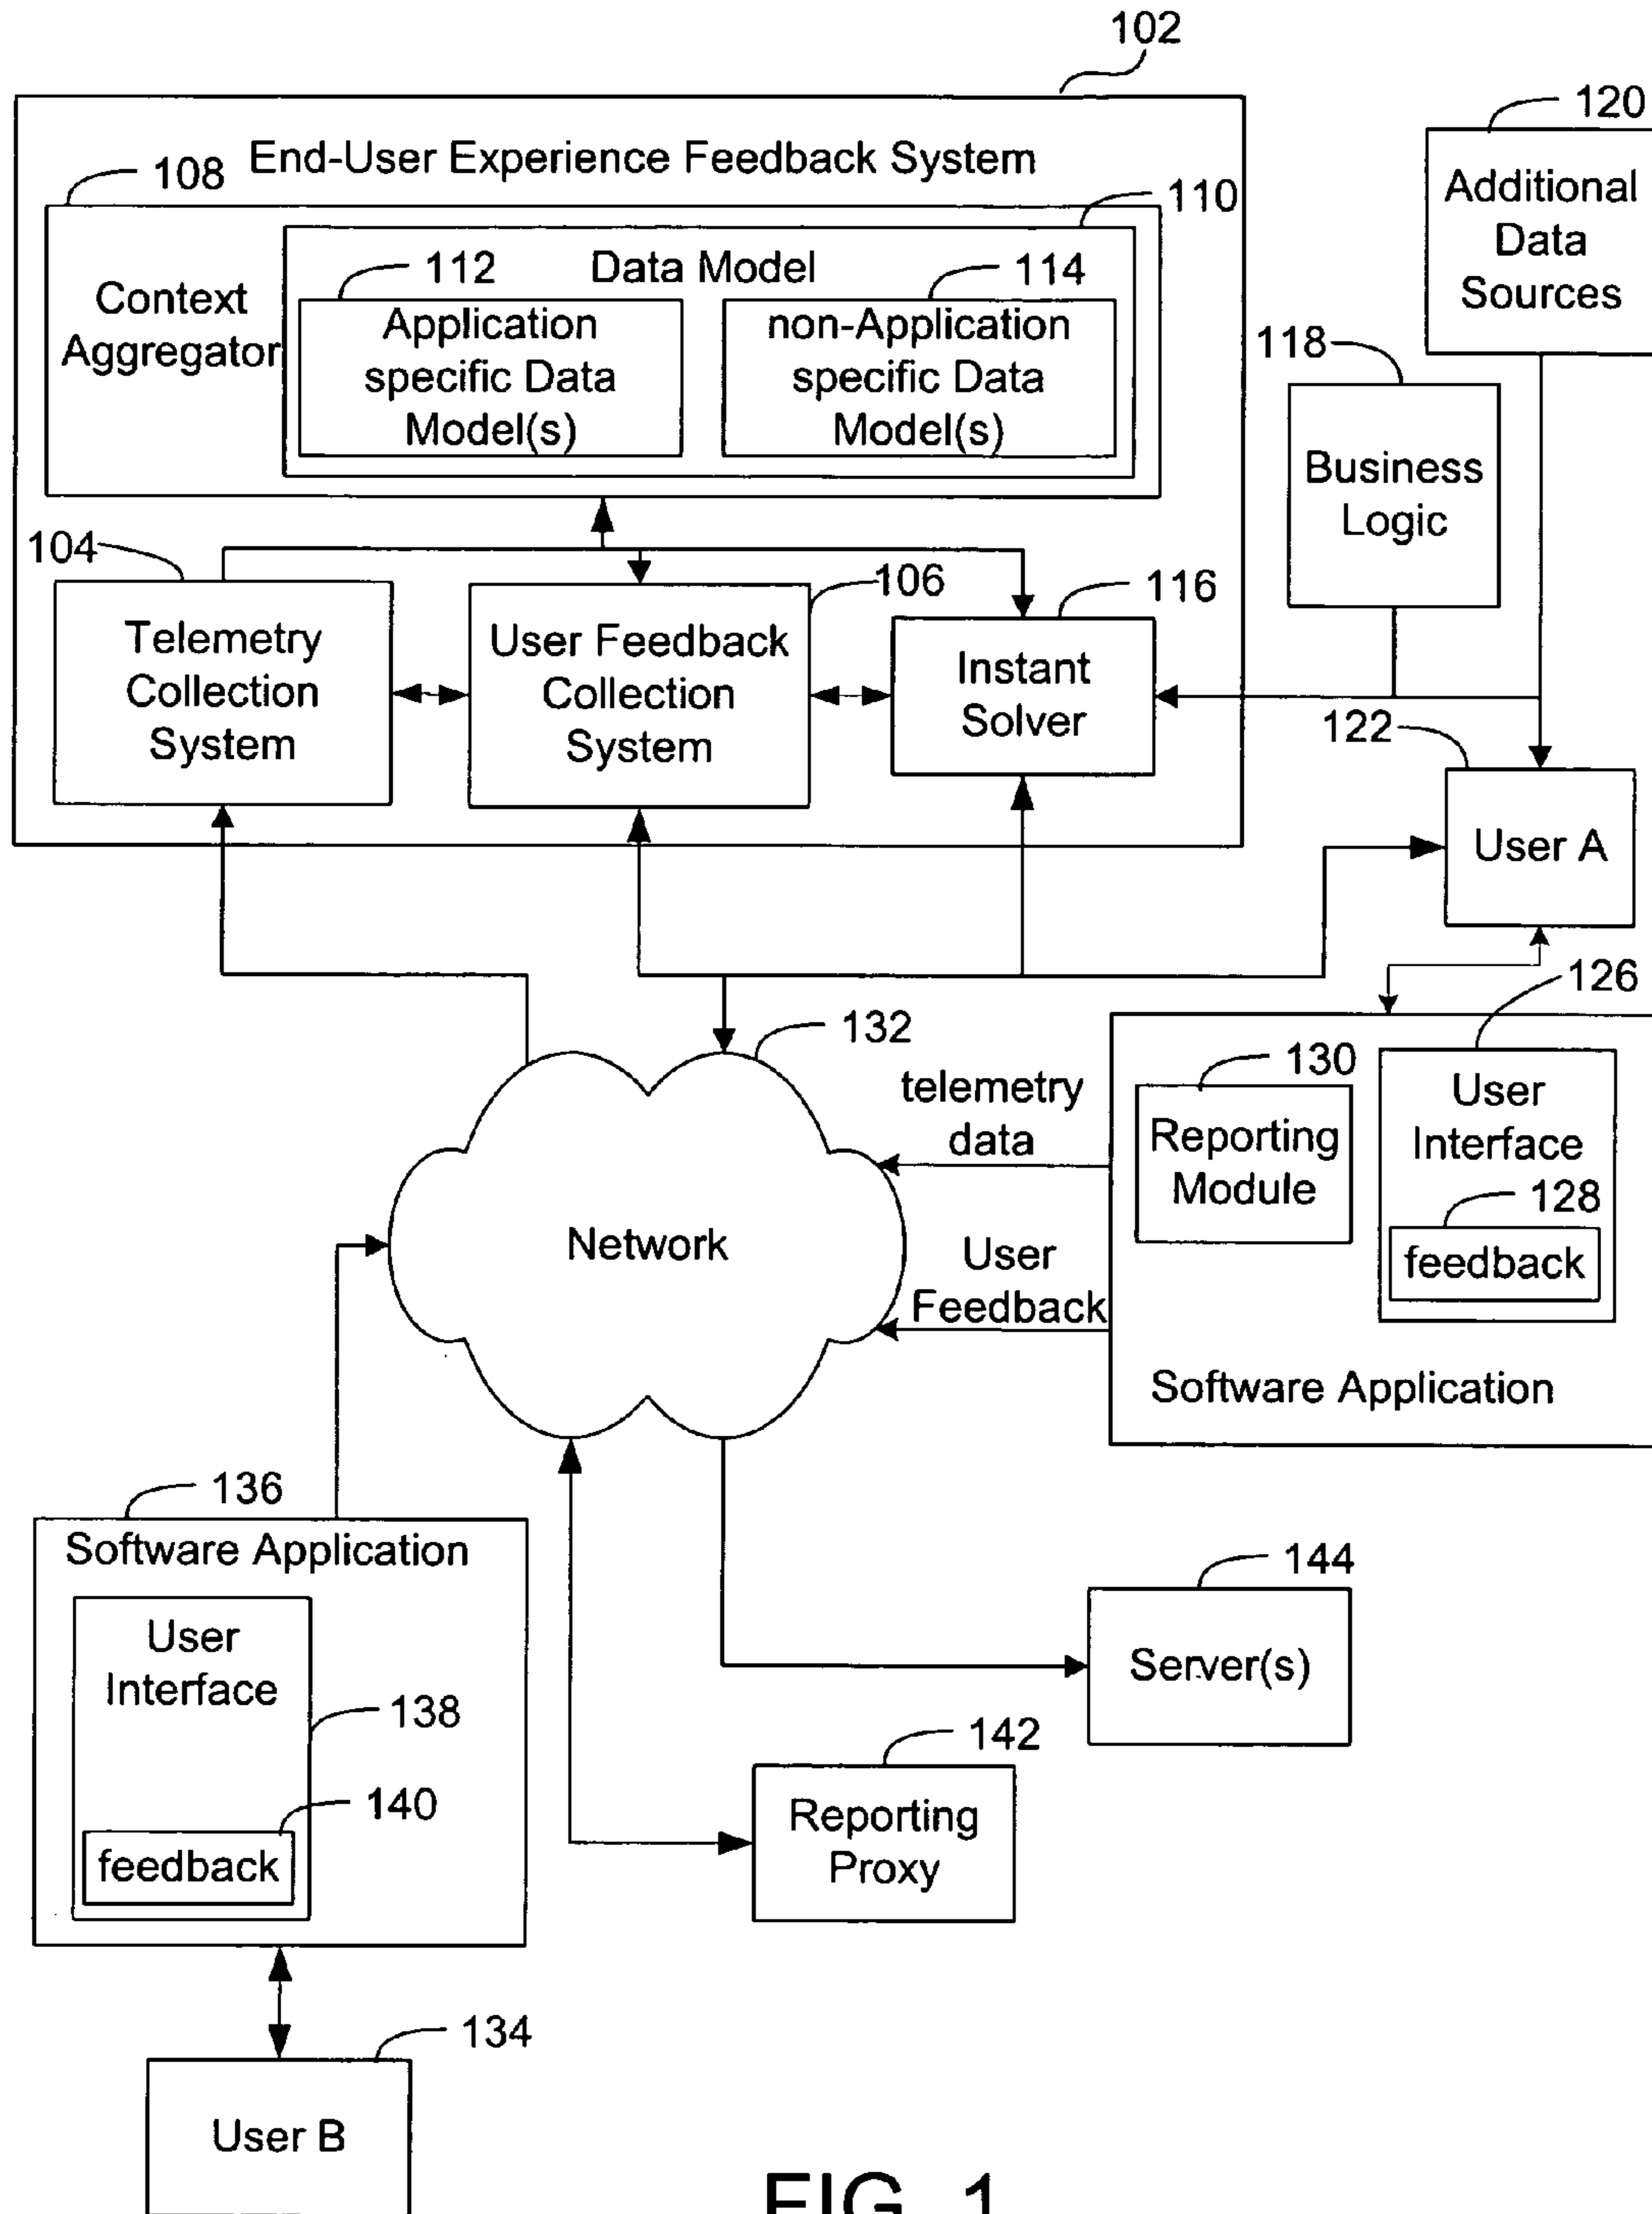 102
120
End-User Experience Feedback System
108
110
Additional
Data
Sources
112
Data Model
114
Context
Aggregator
Application
specific Data
Model(s)
non-Application
specific Data
Model(s)
118
Business
Logic
104
106
116
Telemetry
Collection
System
User Feedback
Collection
System
Instant
Solver
122
User A
126
132
130
telemetry
data
Reporting
Module
User
Interface
128
feedback
Network
User
Feedback
Software Application
136
Software Application
144
User
Interface
Server(s)
138
142
140
Reporting
Proxy
feedback
134
User B
FIG. 1